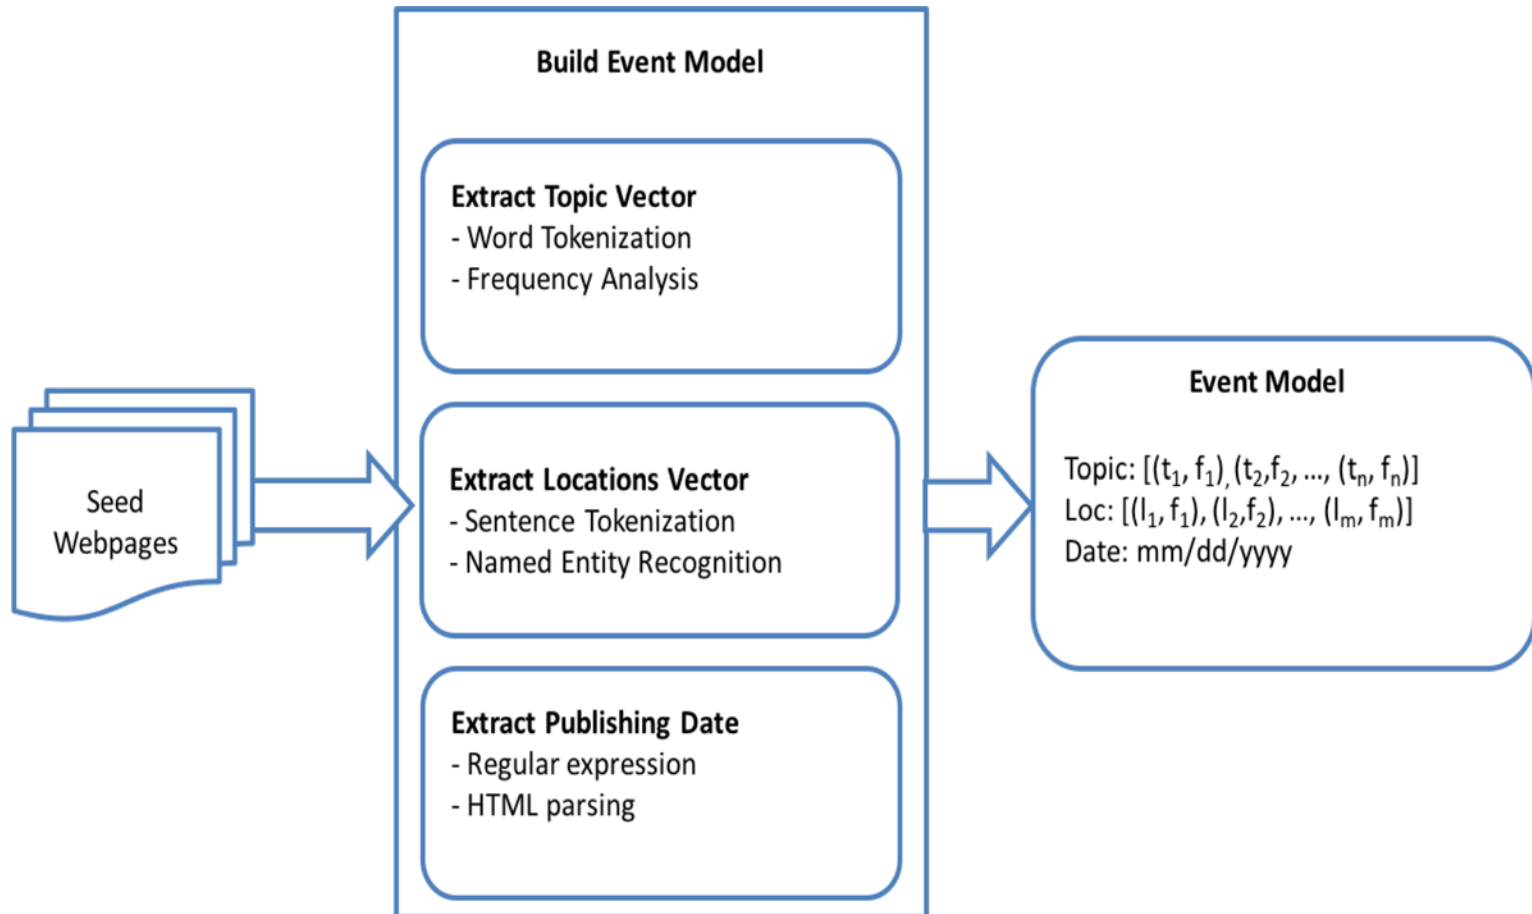 Build Event Model
Extract Topic Vector
- Word Tokenization
- Frequency Analysis
Seed
Webpages
Extract Locations Vector
- Sentence Tokenization
- Named Entity Recognition
Extract Publishing Date
- Regular expression
- HTML parsing
Event Model
Topic: [(t₁, f₁), (t₂,f₂, ..., (tₙ, fₙ)]
Loc: [(l₁, f₁), (l₂,f₂), ..., (lₘ, fₘ)]
Date: mm/dd/yyyy